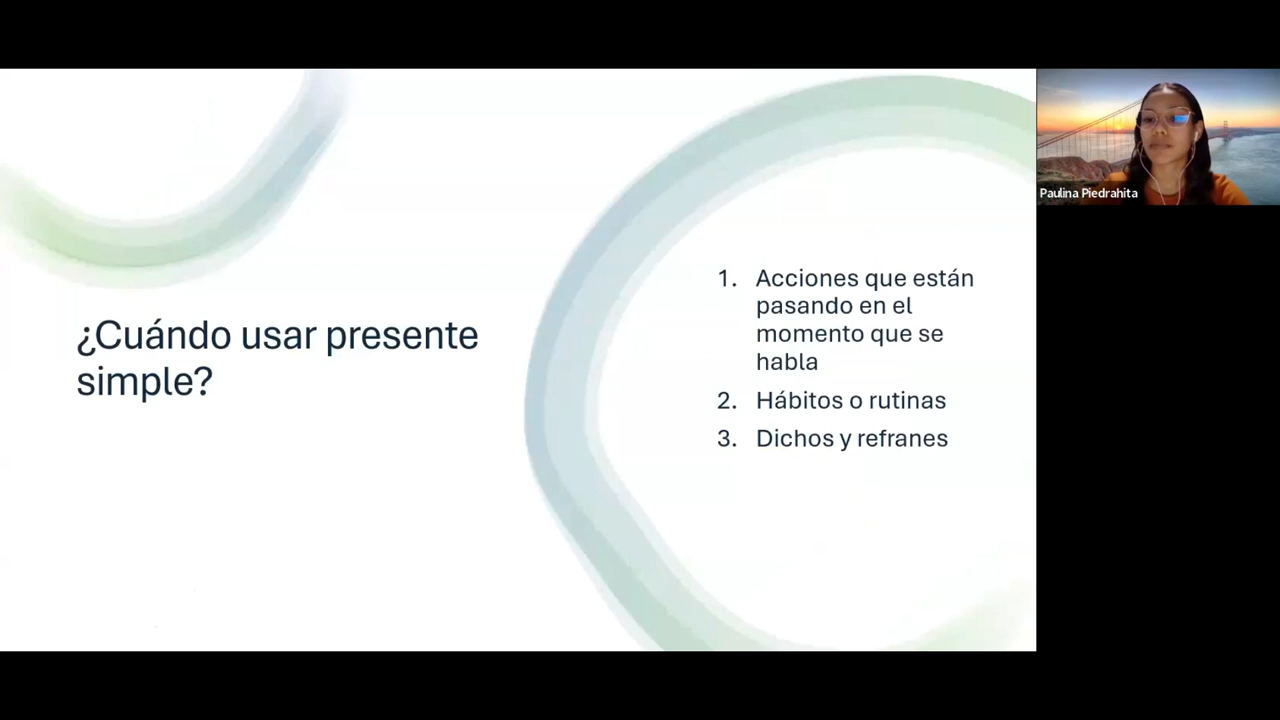 ¿Cuándo usar presente
simple?
1. Acciones que están
pasando en el
momento que se
habla
2. Hábitos o rutinas
3. Dichos y refranes
Paulina Piedrahita